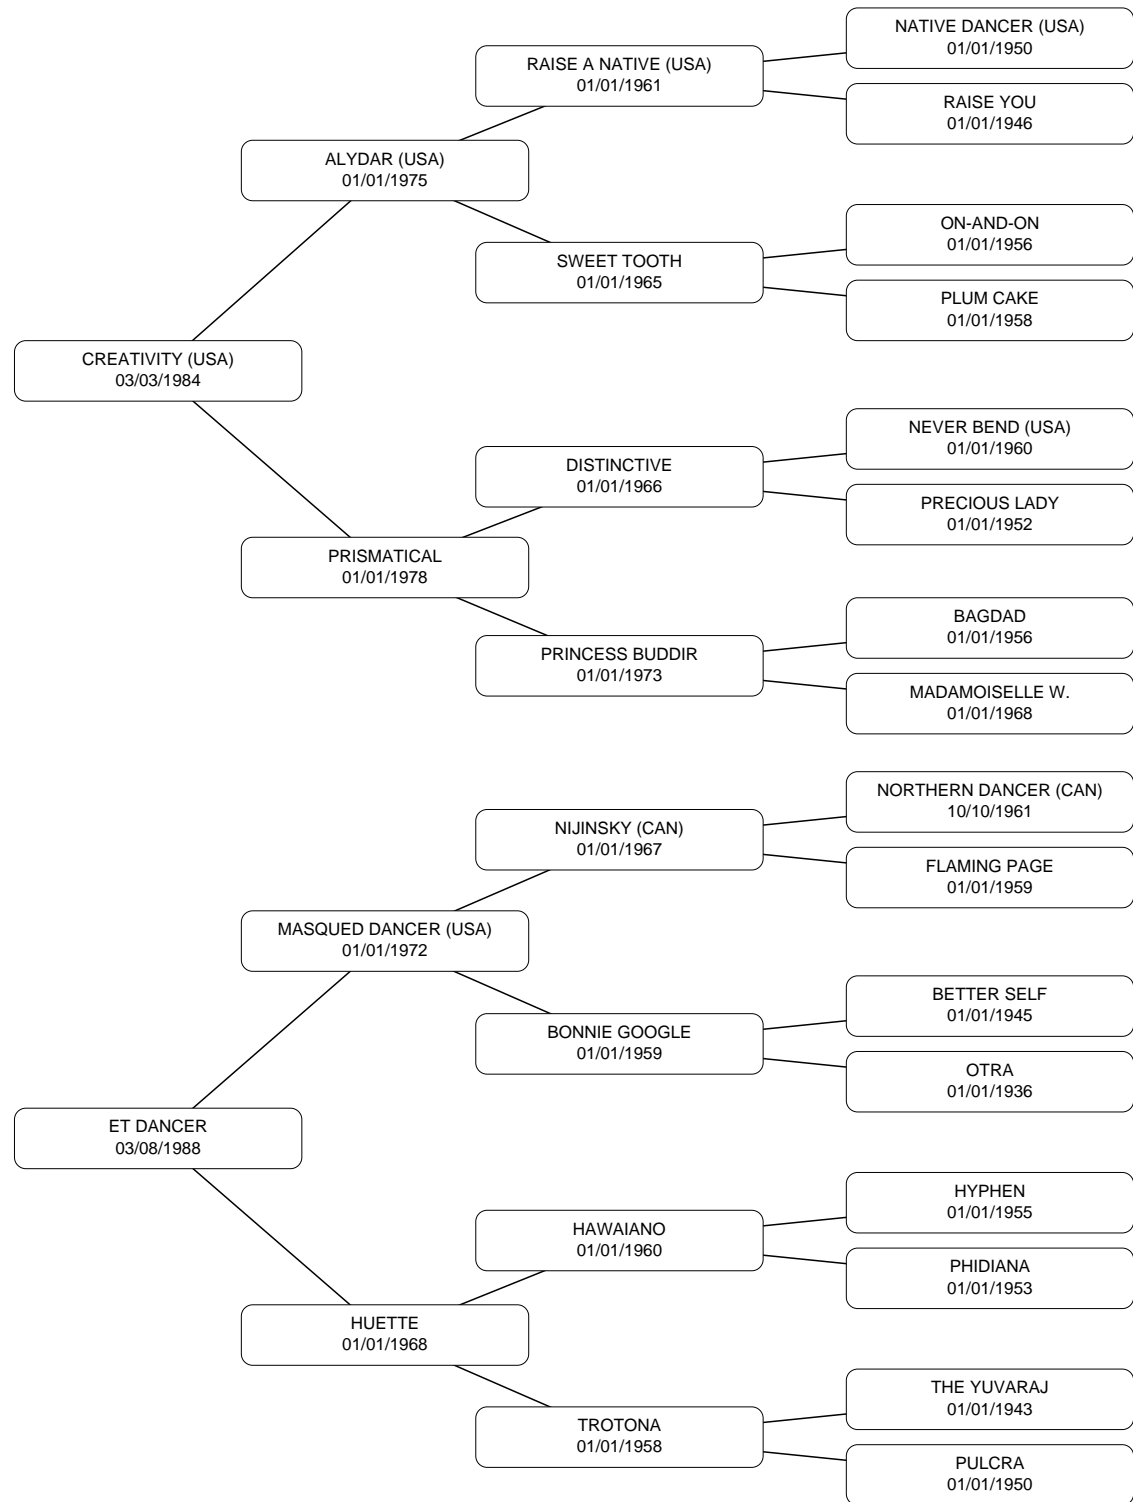 NATIVE DANCER (USA)
01/01/1950
RAISE A NATIVE (USA)
01/01/1961
RAISE YOU
01/01/1946
ALYDAR (USA)
01/01/1975
ON-AND-ON
01/01/1956
SWEET TOOTH
01/01/1965
PLUM CAKE
01/01/1958
CREATIVITY (USA)
03/03/1984
NEVER BEND (USA)
01/01/1960
DISTINCTIVE
01/01/1966
PRECIOUS LADY
01/01/1952
PRISMATICAL
01/01/1978
BAGDAD
01/01/1956
PRINCESS BUDDIR
01/01/1973
MADAMOISELLE W.
01/01/1968
NORTHERN DANCER (CAN)
10/10/1961
NIJINSKY (CAN)
01/01/1967
FLAMING PAGE
01/01/1959
MASQUED DANCER (USA)
01/01/1972
BETTER SELF
01/01/1945
BONNIE GOOGLE
01/01/1959
OTRA
01/01/1936
ET DANCER
03/08/1988
HYPHEN
01/01/1955
HAWAIANO
01/01/1960
PHIDIANA
01/01/1953
HUETTE
01/01/1968
THE YUVARAJ
01/01/1943
TROTONA
01/01/1958
PULCRA
01/01/1950